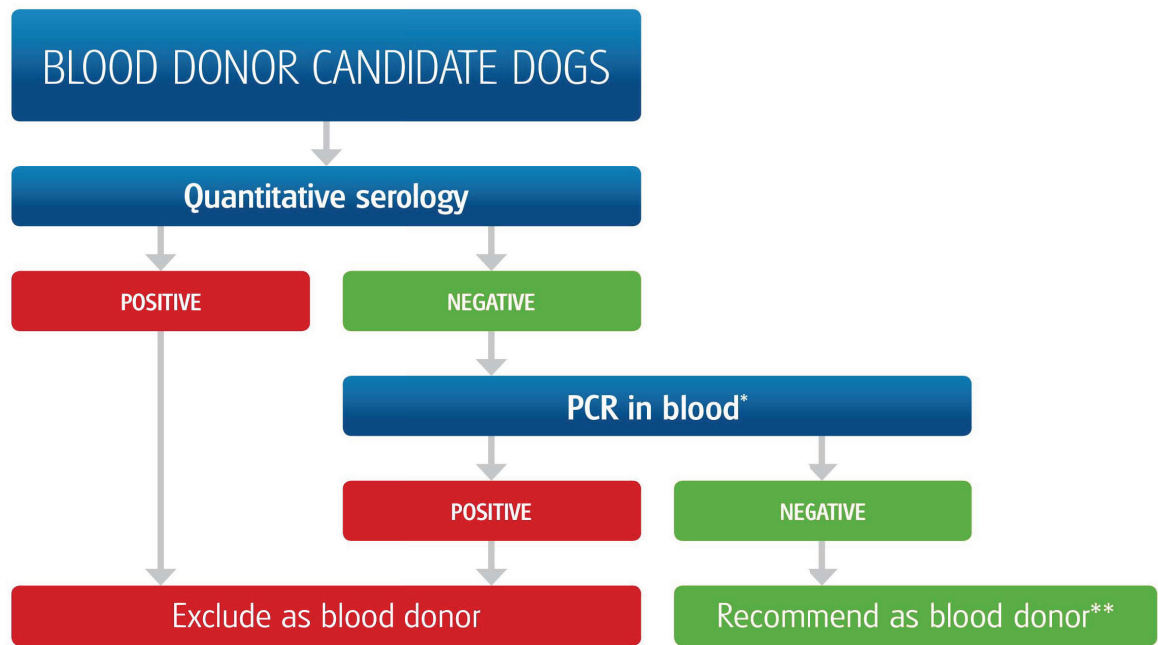 BLOOD DONOR CANDIDATE DOGS
Quantitative serology
POSITIVE
NEGATIVE
PCR in blood*
POSITIVE
NEGATIVE
Exclude as blood donor
Recommend as blood donor**